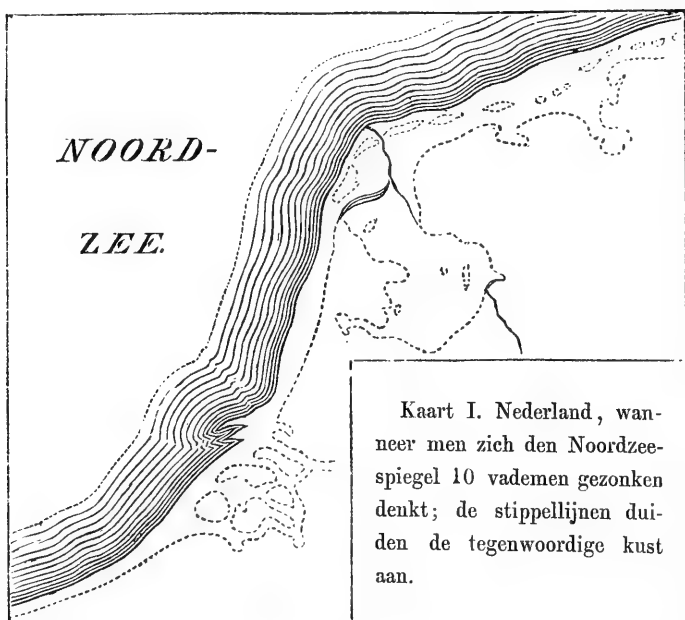 NOORD-
ZEE.
Kaart I. Nederland, wan-
neer men zich den Noordzee-
spiegel 10 vademen gezonken
denkt; de stippellijnen dui-
den de tegenwoordige kust
aan.